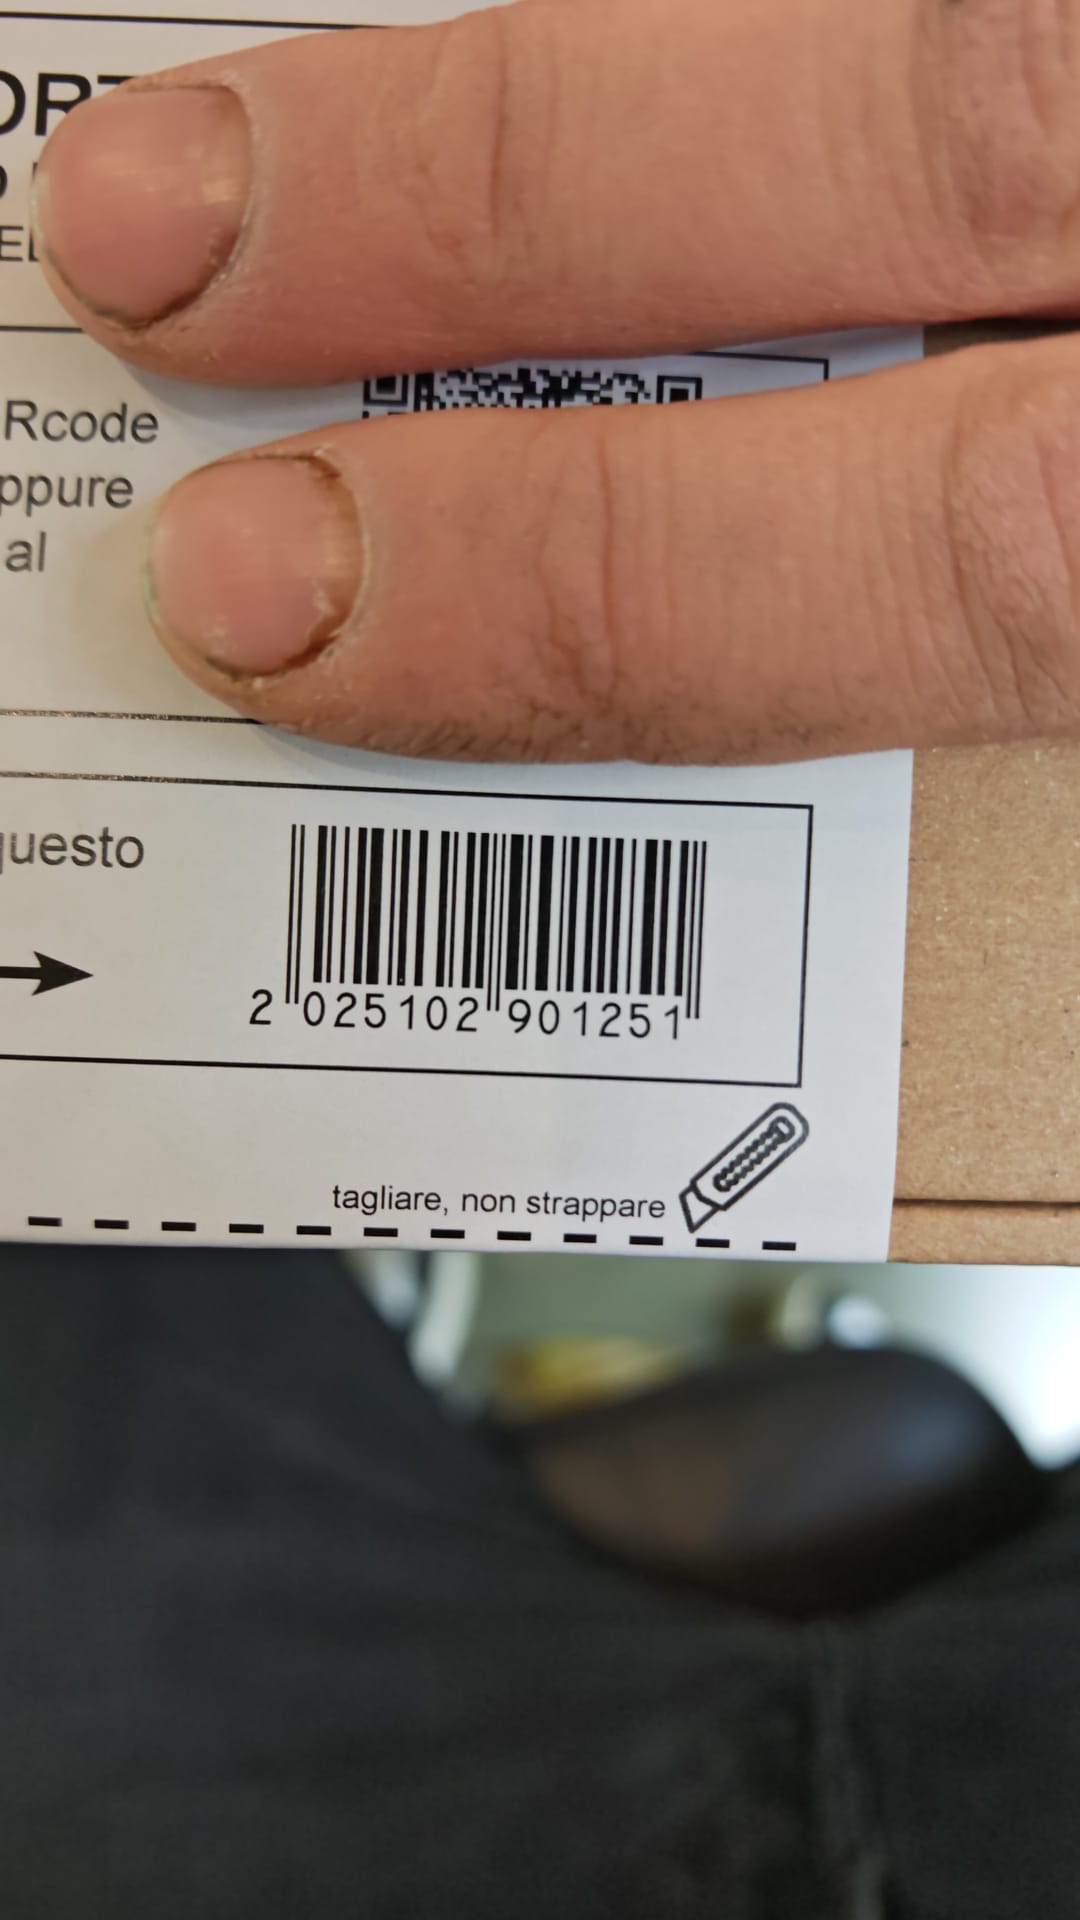 Rcode
ppure
al
questo
2 025102 901251
tagliare, non strappare